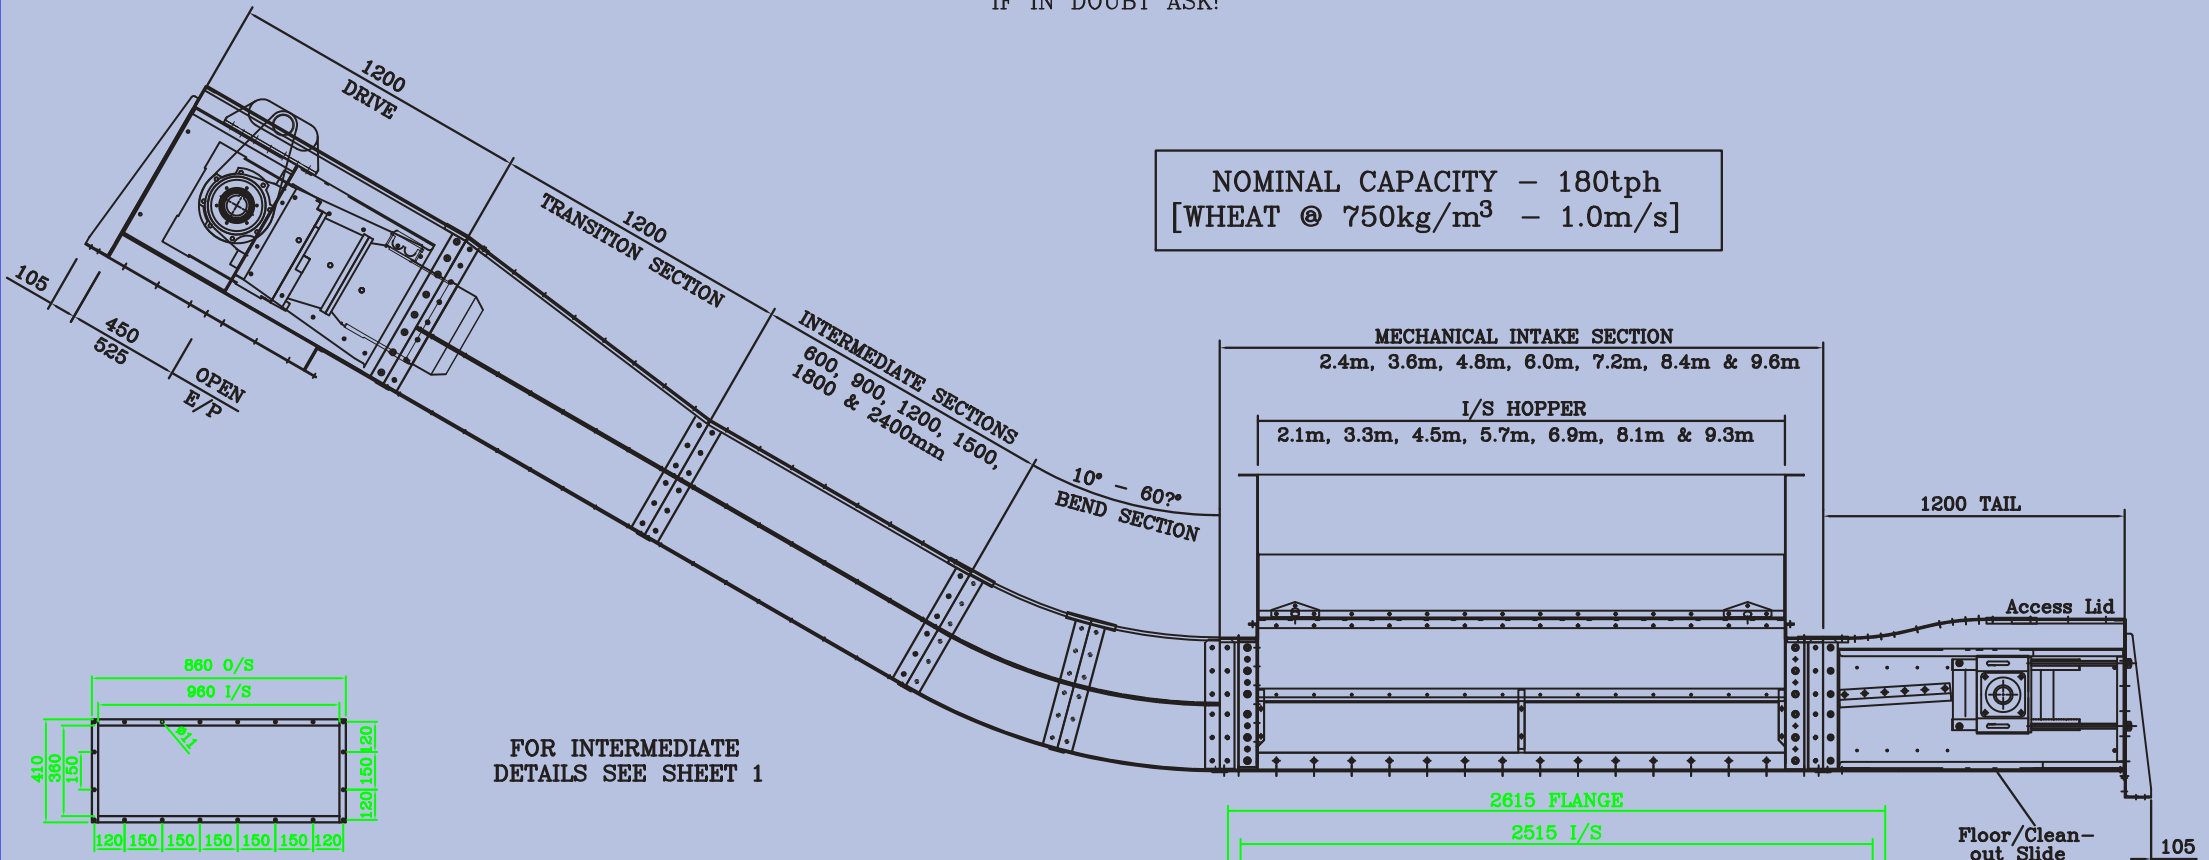 IF IN DOUBT ASK!
1200
DRIVE
1200
TRANSITION SECTION
INTERMEDIATE SECTIONS
600, 900, 1200, 1500,
1800 & 2400mm
10° - 60?°
BEND SECTION
105
450
525
OPEN
E/P
NOMINAL CAPACITY - 180tph
[WHEAT @ 750kg/m³ - 1.0m/s]
MECHANICAL INTAKE SECTION
2.4m, 3.6m, 4.8m, 6.0m, 7.2m, 8.4m & 9.6m
I/S HOPPER
2.1m, 3.3m, 4.5m, 5.7m, 6.9m, 8.1m & 9.3m
1200 TAIL
Access Lid
860 O/S
960 I/S
ø11
410
360
150
120
150
120
120 150 150 150 150 150 120
FOR INTERMEDIATE
DETAILS SEE SHEET 1
2615 FLANGE
2515 I/S
Floor/Clean-
out Slide
105